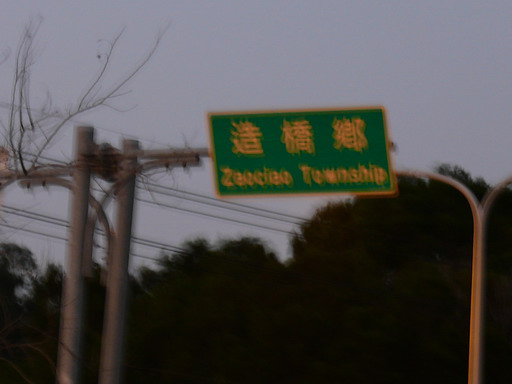 造橋鄉
Zaociao Township